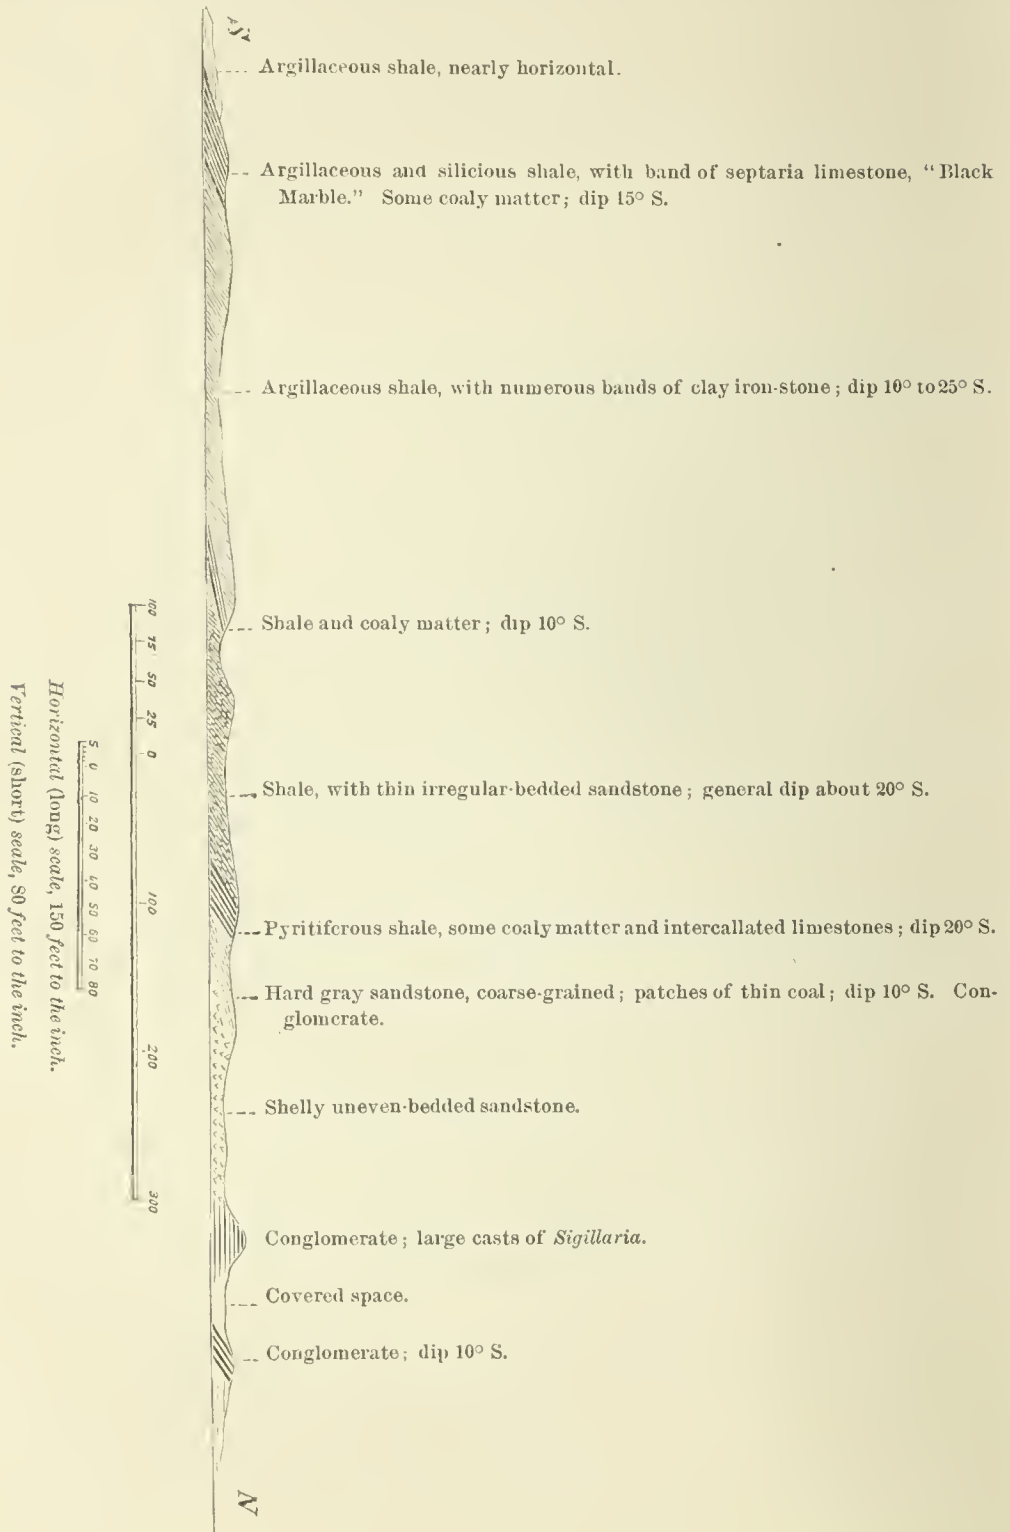 S
Argillaceous shale, nearly horizontal.
Argillaceous and silicious shale, with band of septaria limestone, “Black
Marble.” Some coaly matter; dip 15° S.
Argillaceous shale, with numerous bands of clay iron-stone; dip 10° to 25° S.
Shale and coaly matter; dip 10° S.
Shale, with thin irregular-bedded sandstone; general dip about 20° S.
Pyritiferous shale, some coaly matter and intercallated limestones; dip 20° S.
Hard gray sandstone, coarse-grained; patches of thin coal; dip 10° S. Con-
glomerate.
Shelly uneven-bedded sandstone.
Conglomerate; large casts of Sigillaria.
Covered space.
Conglomerate; dip 10° S.
N
100 75 50 25 0 100 200 300
5 0 10 20 30 40 50 60 70 80
Horizontal (long) scale, 150 feet to the inch.
Vertical (short) scale, 80 feet to the inch.